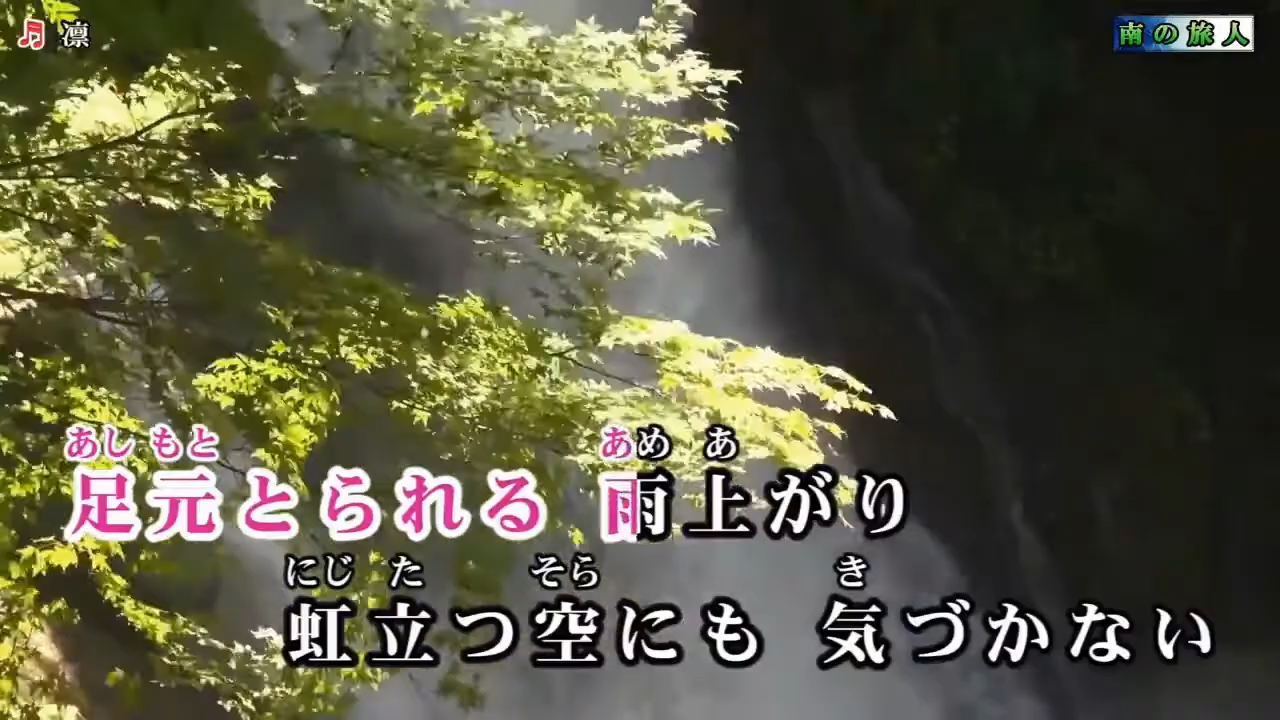 凛
南の旅人
あし もと あめ あ
足元とられる 雨上がり
にじ た そら き
虹立つ空にも 気づかない